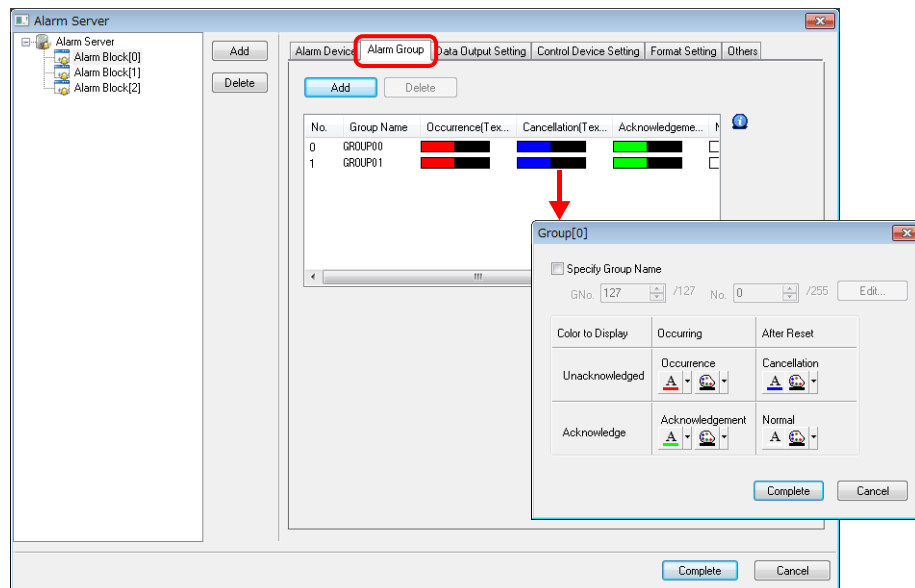 Alarm Server
Alarm Server
Alarm Block[0]
Alarm Block[1]
Alarm Block[2]
Add
Delete
Alarm Device Alarm Group Data Output Setting Control Device Setting Format Setting Others
Add Delete
No. Group Name Occurrence(Tex... Cancellation(Tex... Acknowledgeme...
0 GROUP00
1 GROUP01
Group[0]
Specify Group Name
GNo. 127 /127 No. 0 /255 Edit...
Color to Display Occurring After Reset
Unacknowledged Occurrence Cancellation
A A
Acknowledge Acknowledgement Normal
A A
Complete Cancel
Complete Cancel